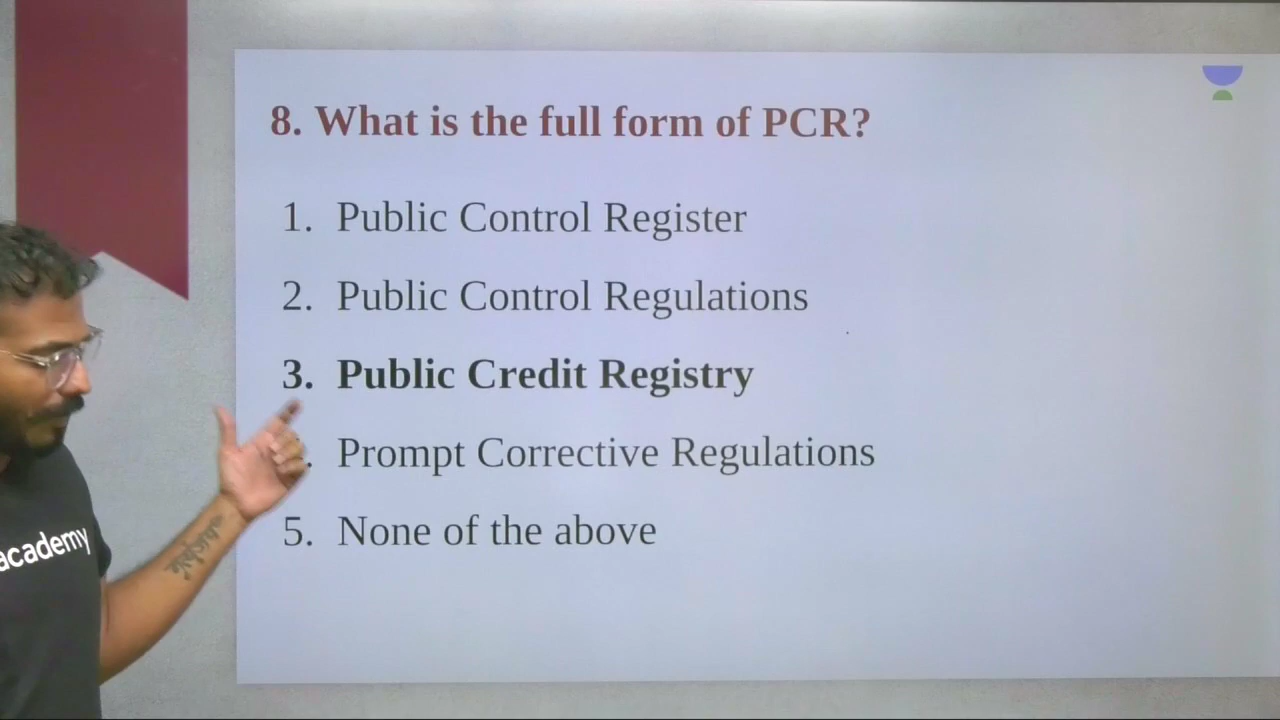 8. What is the full form of PCR?
1. Public Control Register
2. Public Control Regulations
3. Public Credit Registry
. Prompt Corrective Regulations
5. None of the above
academy